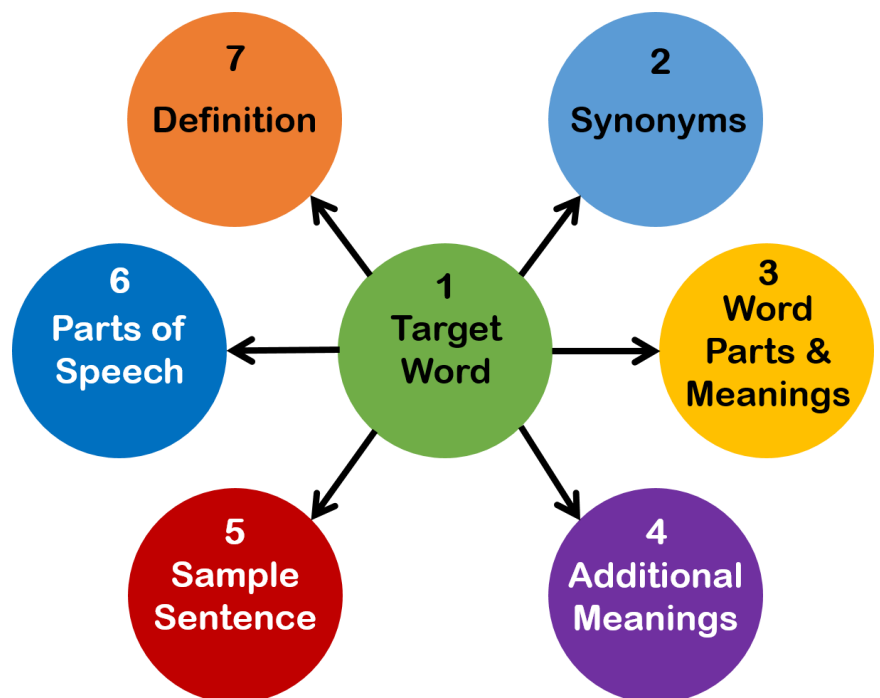 1
Target
Word
2
Synonyms
3
Word
Parts &
Meanings
4
Additional
Meanings
5
Sample
Sentence
6
Parts of
Speech
7
Definition